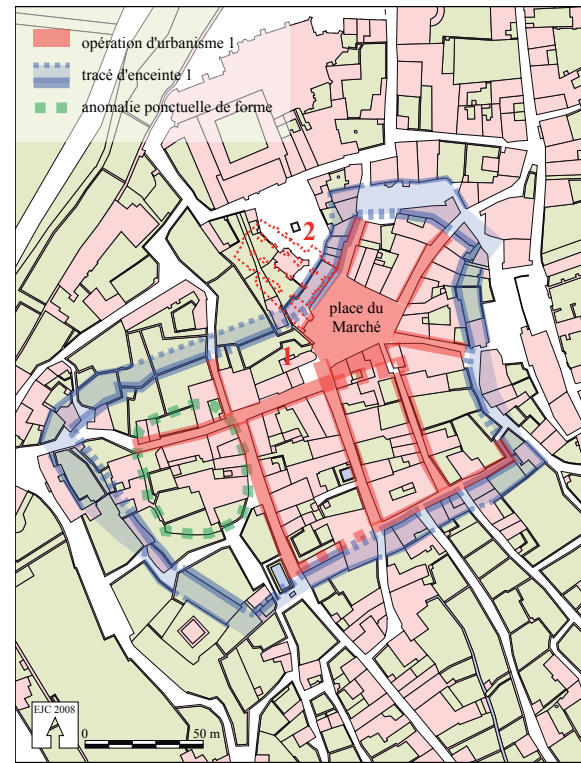 opération d'urbanisme 1
tracé d'enceinte 1
anomalie ponctuelle de forme
2
place du
Marché
1
EJC 2008
0
50 m